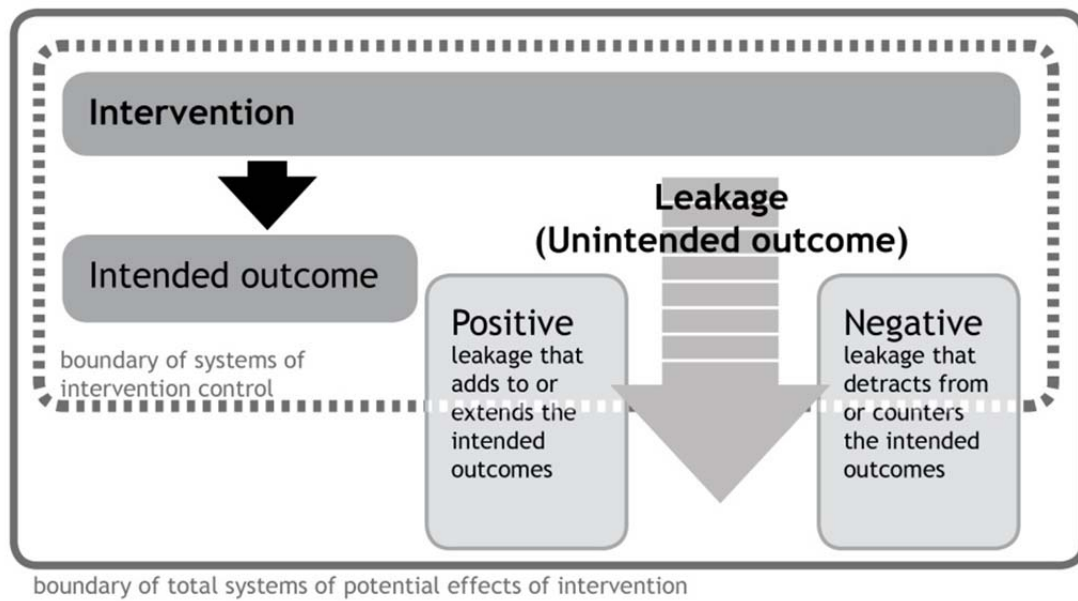 Intervention
Leakage
(Unintended outcome)
Intended outcome
Positive
leakage that
adds to or
extends the
intended
outcomes
Negative
leakage that
detracts from
or counters
the intended
outcomes
boundary of systems of
intervention control
boundary of total systems of potential effects of intervention